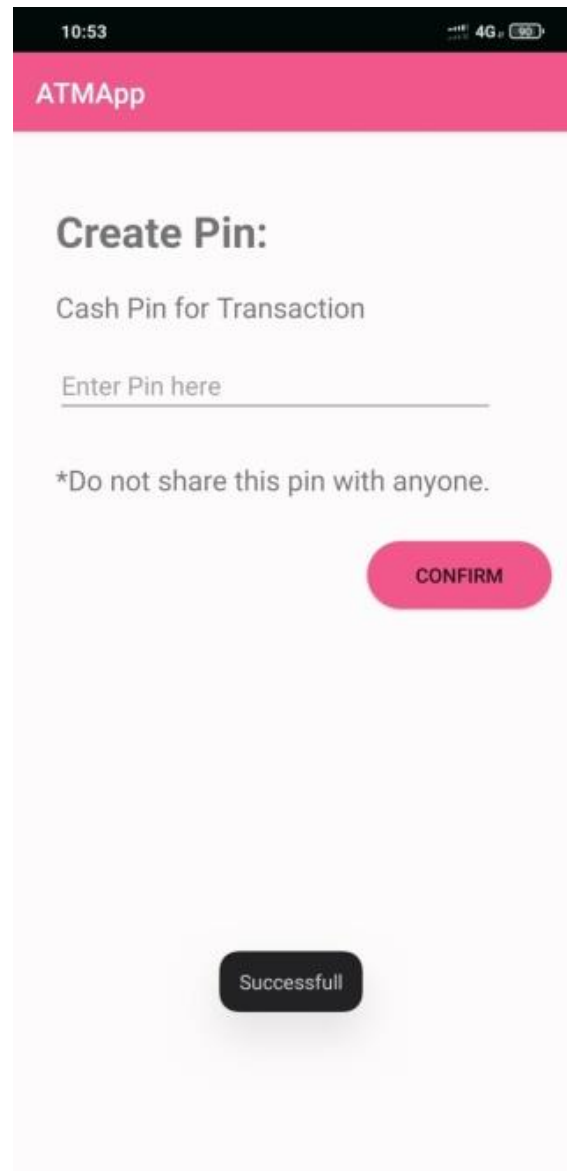 10:53 4G 90
ATMApp
Create Pin:
Cash Pin for Transaction
Enter Pin here
*Do not share this pin with anyone.
CONFIRM
Successfull